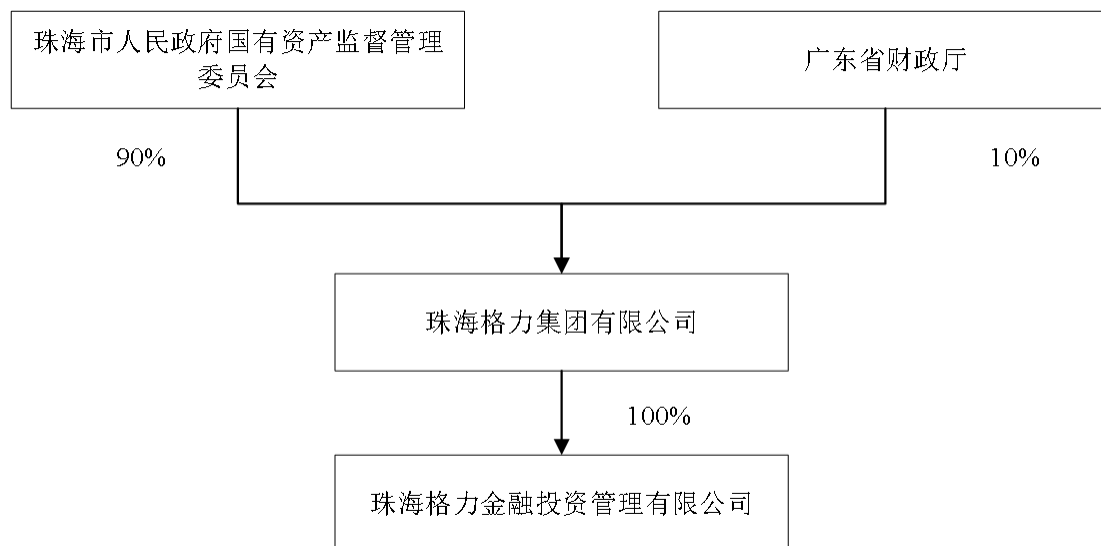 珠海市人民政府国有资产监督管理
委员会
广东省财政厅
90%
10%
珠海格力集团有限公司
100%
珠海格力金融投资管理有限公司